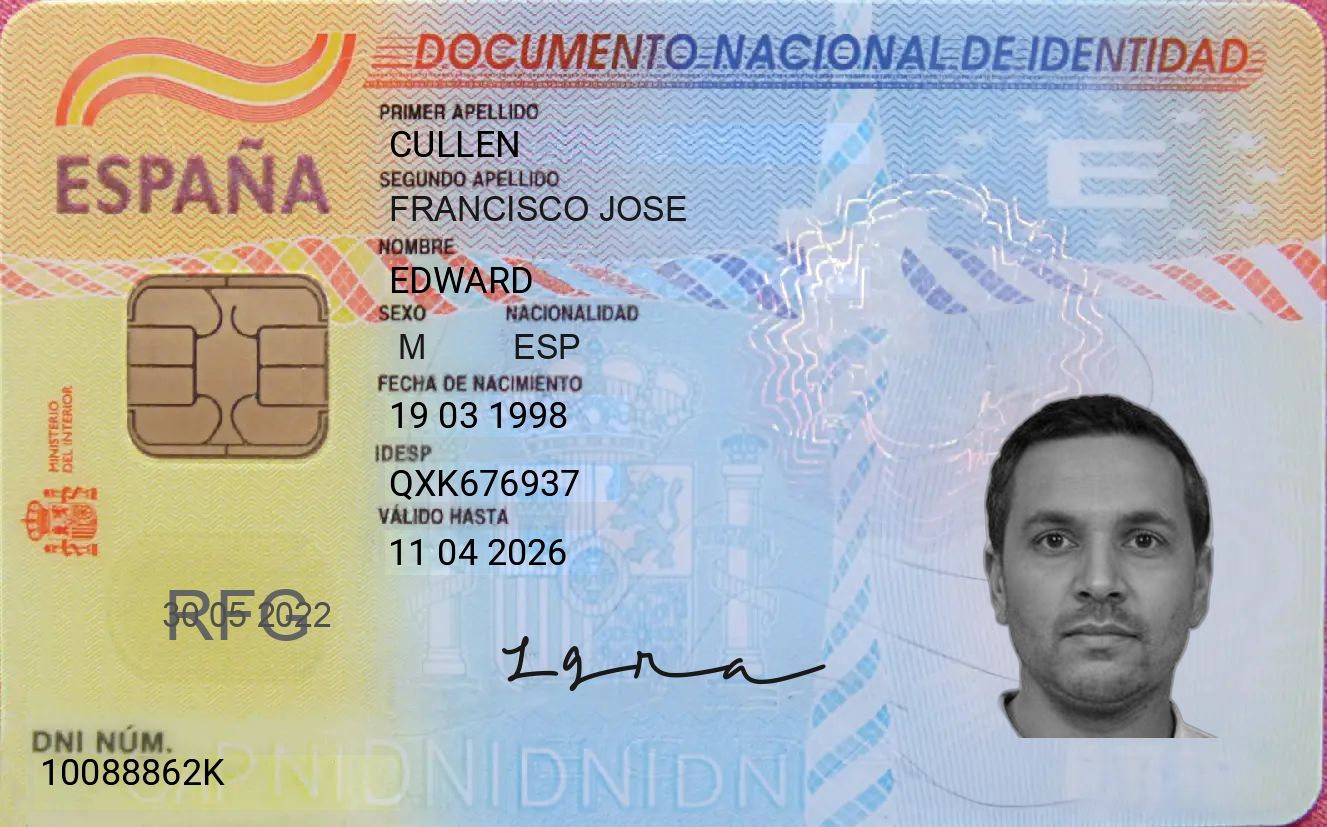 DOCUMENTO NACIONAL DE IDENTIDAD
ESPAÑA
PRIMER APELLIDO
CULLEN
SEGUNDO APELLIDO
FRANCISCO JOSE
NOMBRE
EDWARD
SEXO NACIONALIDAD
M ESP
FECHA DE NACIMIENTO
19 03 1998
IDESP
QXK676937
VÁLIDO HASTA
11 04 2026
MINISTERIO
DEL INTERIOR
E
RFG
30 05 2022
DNI NÚM.
10088862K
DNIDNIDNIDN